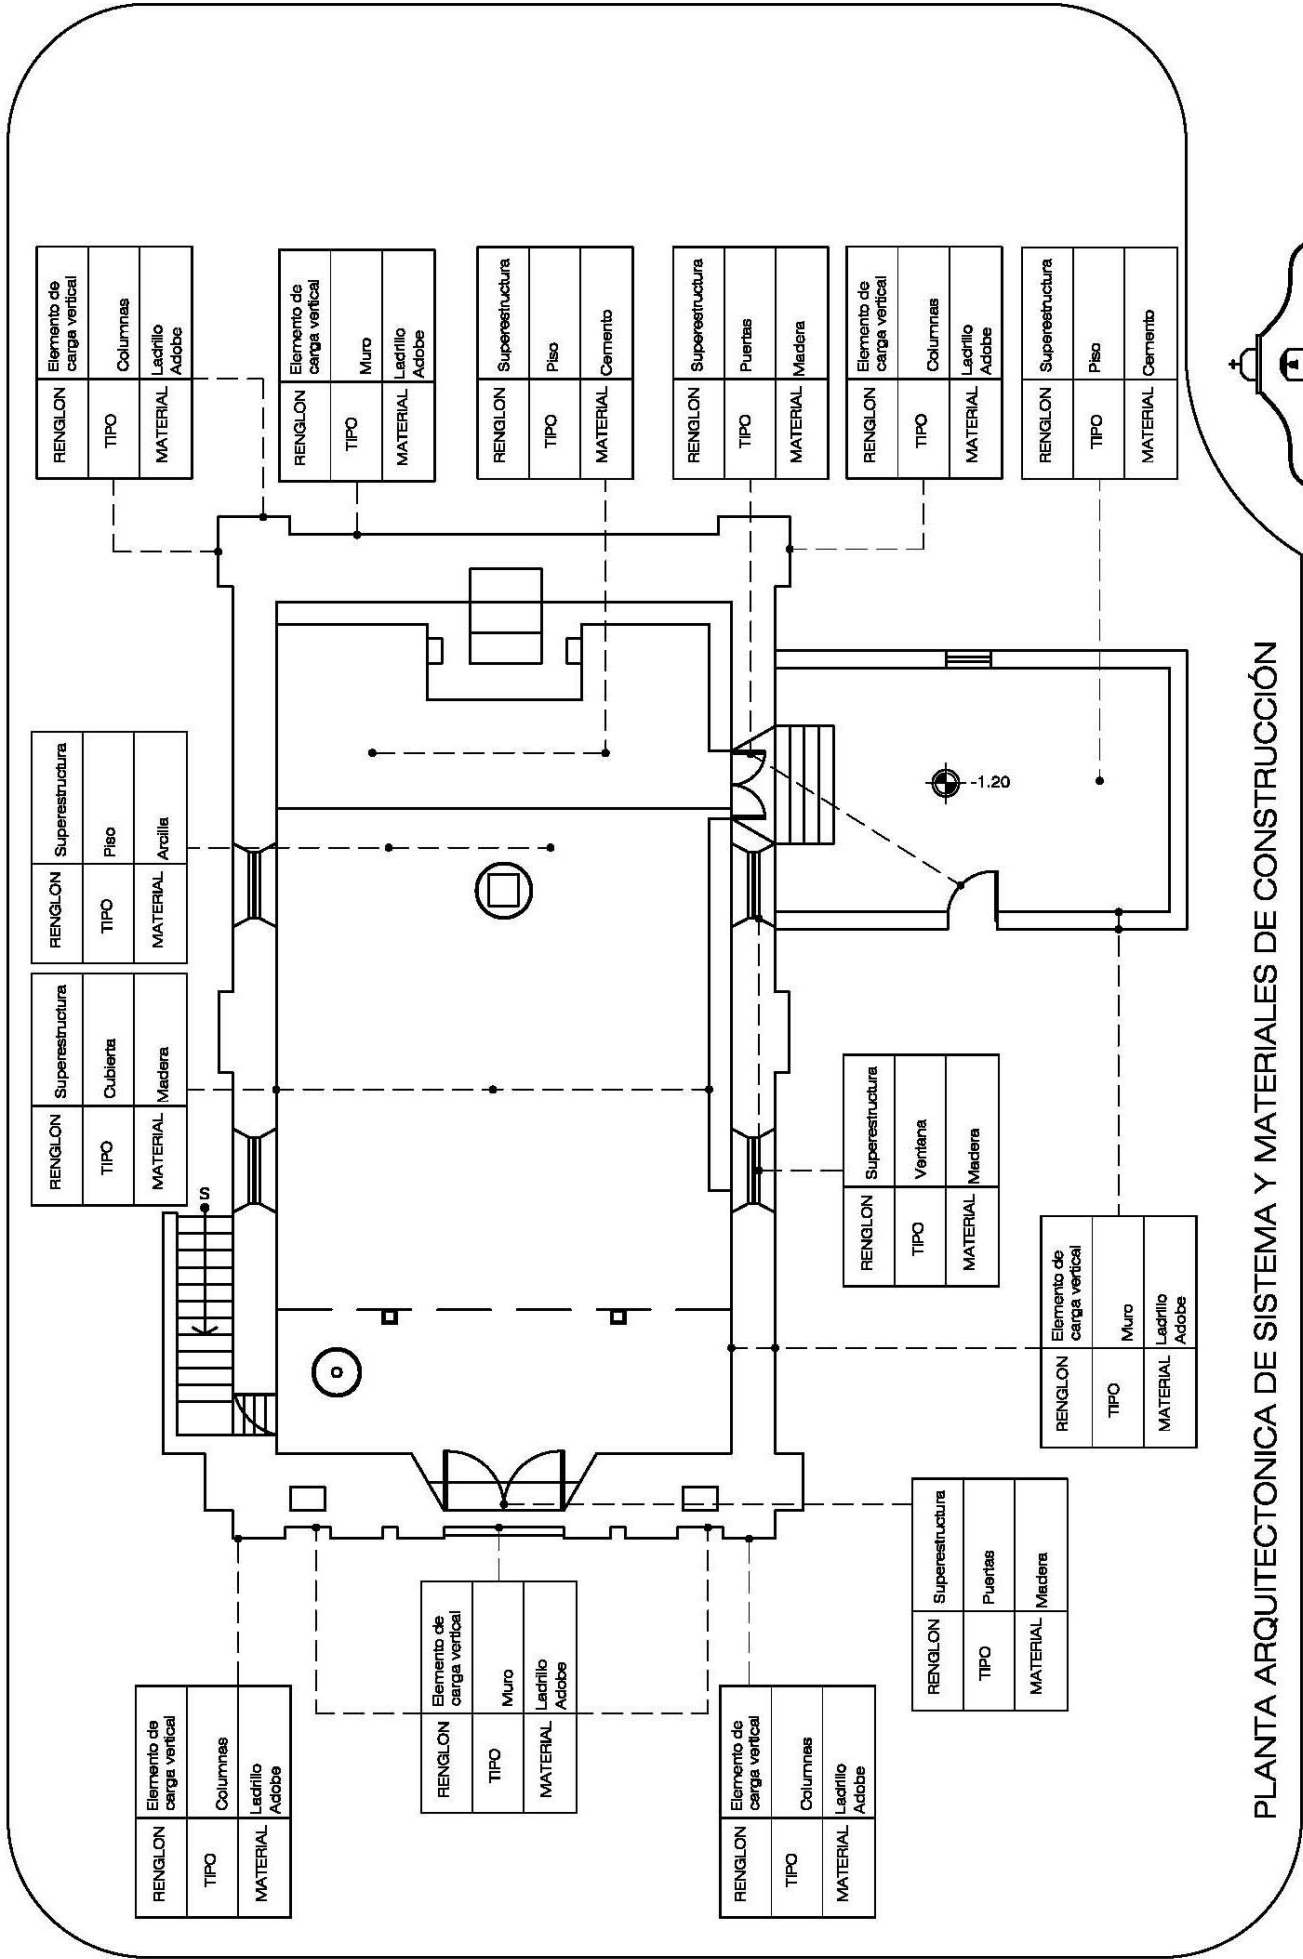 RENGLON Superestructura
TIPO Cubierta
MATERIAL Madera
RENGLON Superestructura
TIPO Piso
MATERIAL Arcilla
RENGLON Elemento de
carga vertical
TIPO Columnas
MATERIAL Ladrillo
Adobe
RENGLON Elemento de
carga vertical
TIPO Columnas
MATERIAL Ladrillo
Adobe
S
RENGLON Elemento de
carga vertical
TIPO Muro
MATERIAL Ladrillo
Adobe
RENGLON Elemento de
carga vertical
TIPO Muro
MATERIAL Ladrillo
Adobe
RENGLON Superestructura
TIPO Piso
MATERIAL Cemento
RENGLON Superestructura
TIPO Puertas
MATERIAL Madera
RENGLON Elemento de
carga vertical
TIPO Columnas
MATERIAL Ladrillo
Adobe
RENGLON Superestructura
TIPO Ventana
MATERIAL Madera
RENGLON Elemento de
carga vertical
TIPO Columnas
MATERIAL Ladrillo
Adobe
RENGLON Superestructura
TIPO Puertas
MATERIAL Madera
-1.20
RENGLON Superestructura
TIPO Piso
MATERIAL Cemento
RENGLON Elemento de
carga vertical
TIPO Muro
MATERIAL Ladrillo
Adobe
PLANTA ARQUITECTONICA DE SISTEMA Y MATERIALES DE CONSTRUCCIÓN